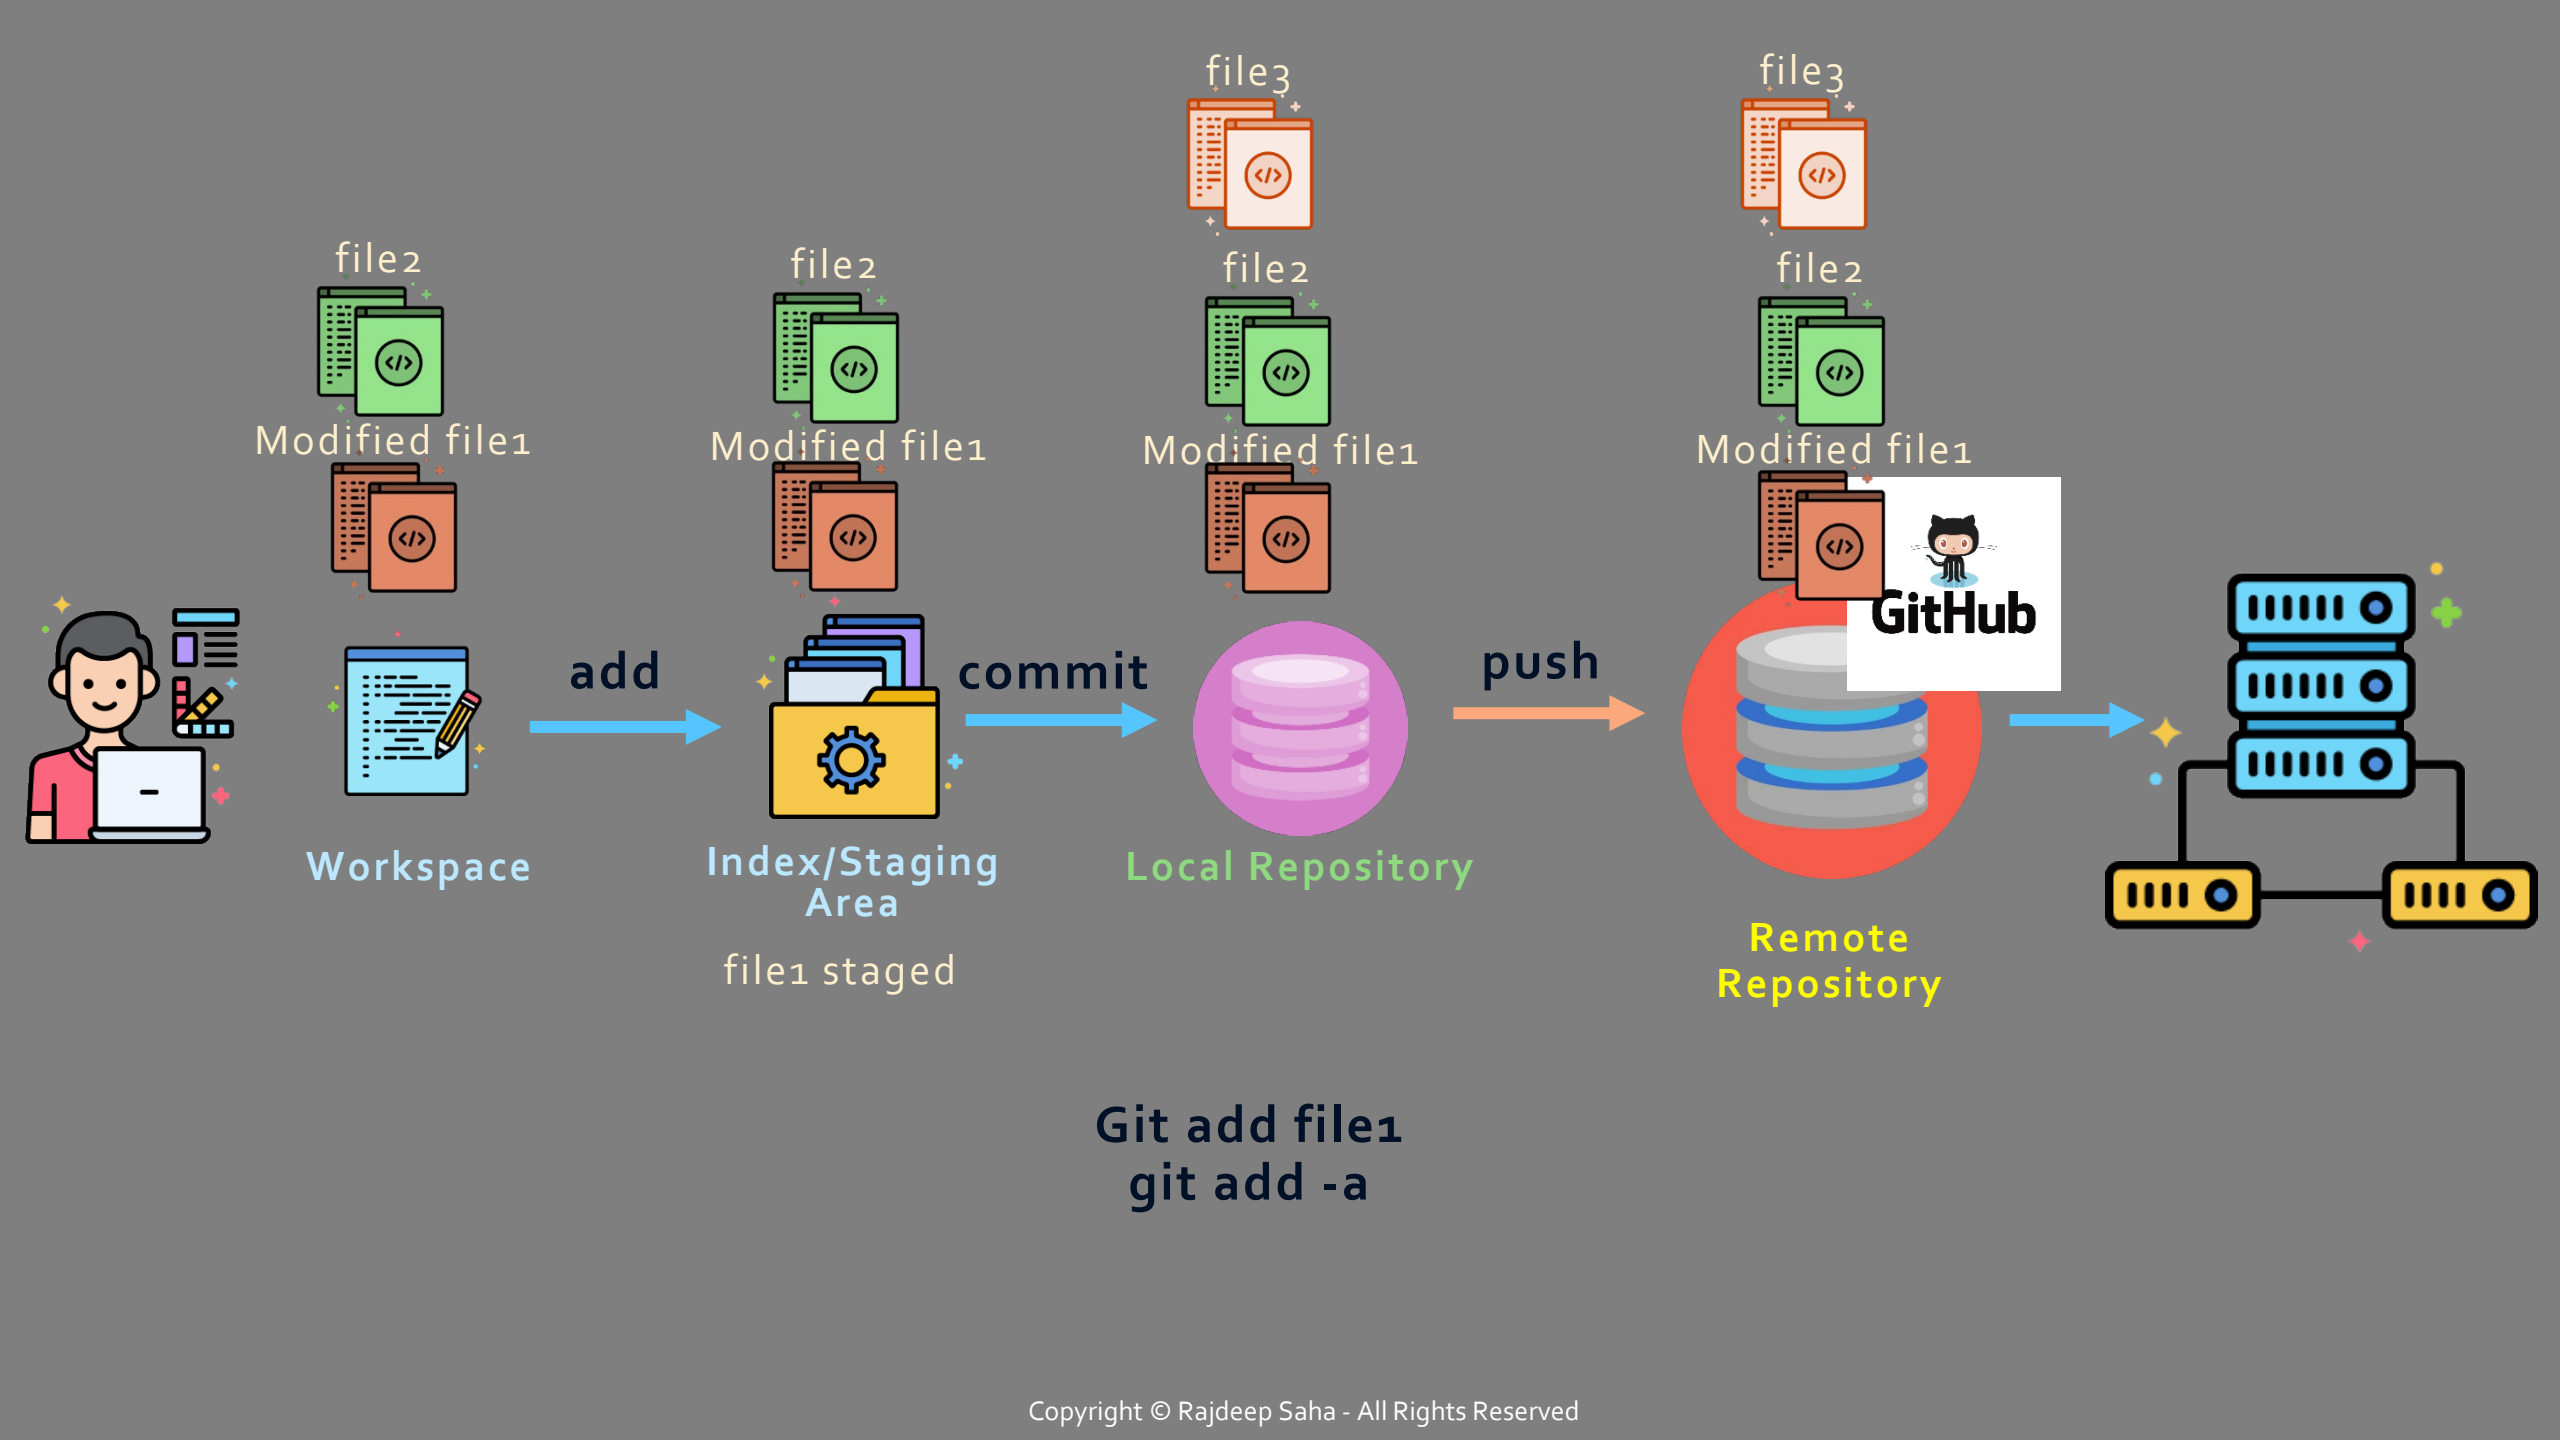 file3
file3
file2
file2
file2
file2
Modified file1
Modified file1
Modified file1
Modified file1
GitHub
add
commit
push
Workspace
Index/Staging
Area
Local Repository
file1 staged
Remote
Repository
Git add file1
git add -a
Copyright © Rajdeep Saha - All Rights Reserved